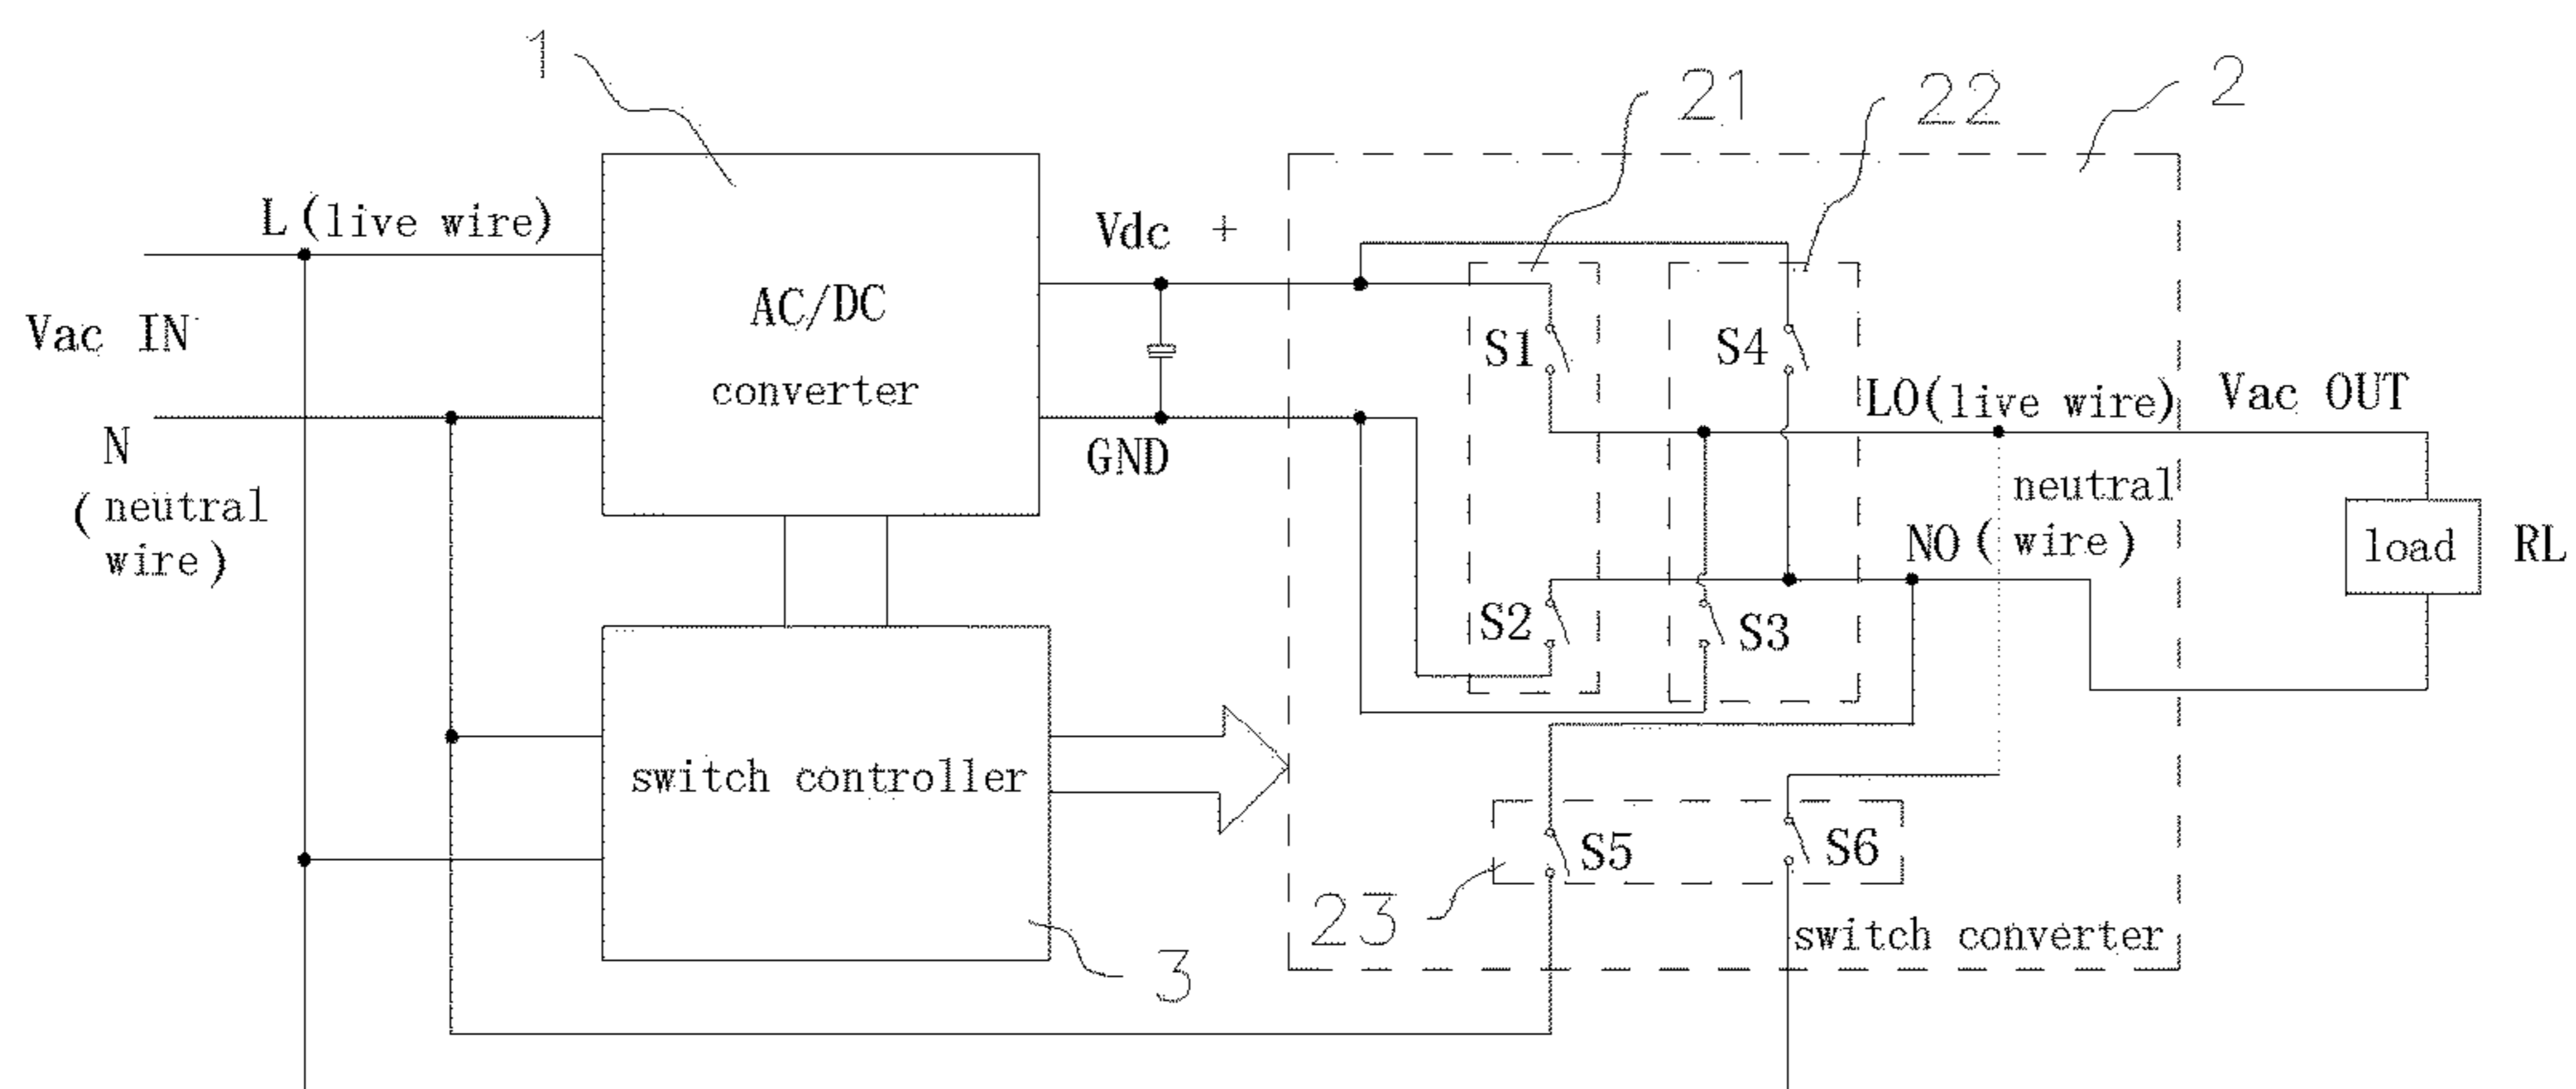 1
21
22
2
L(live wire)
Vdc +
Vac IN
AC/DC
converter
S1
S4
LO(live wire)
Vac OUT
N
(neutral
wire)
GND
neutral
NO(wire)
load
RL
S2
S3
switch controller
S5
S6
23
switch converter
3